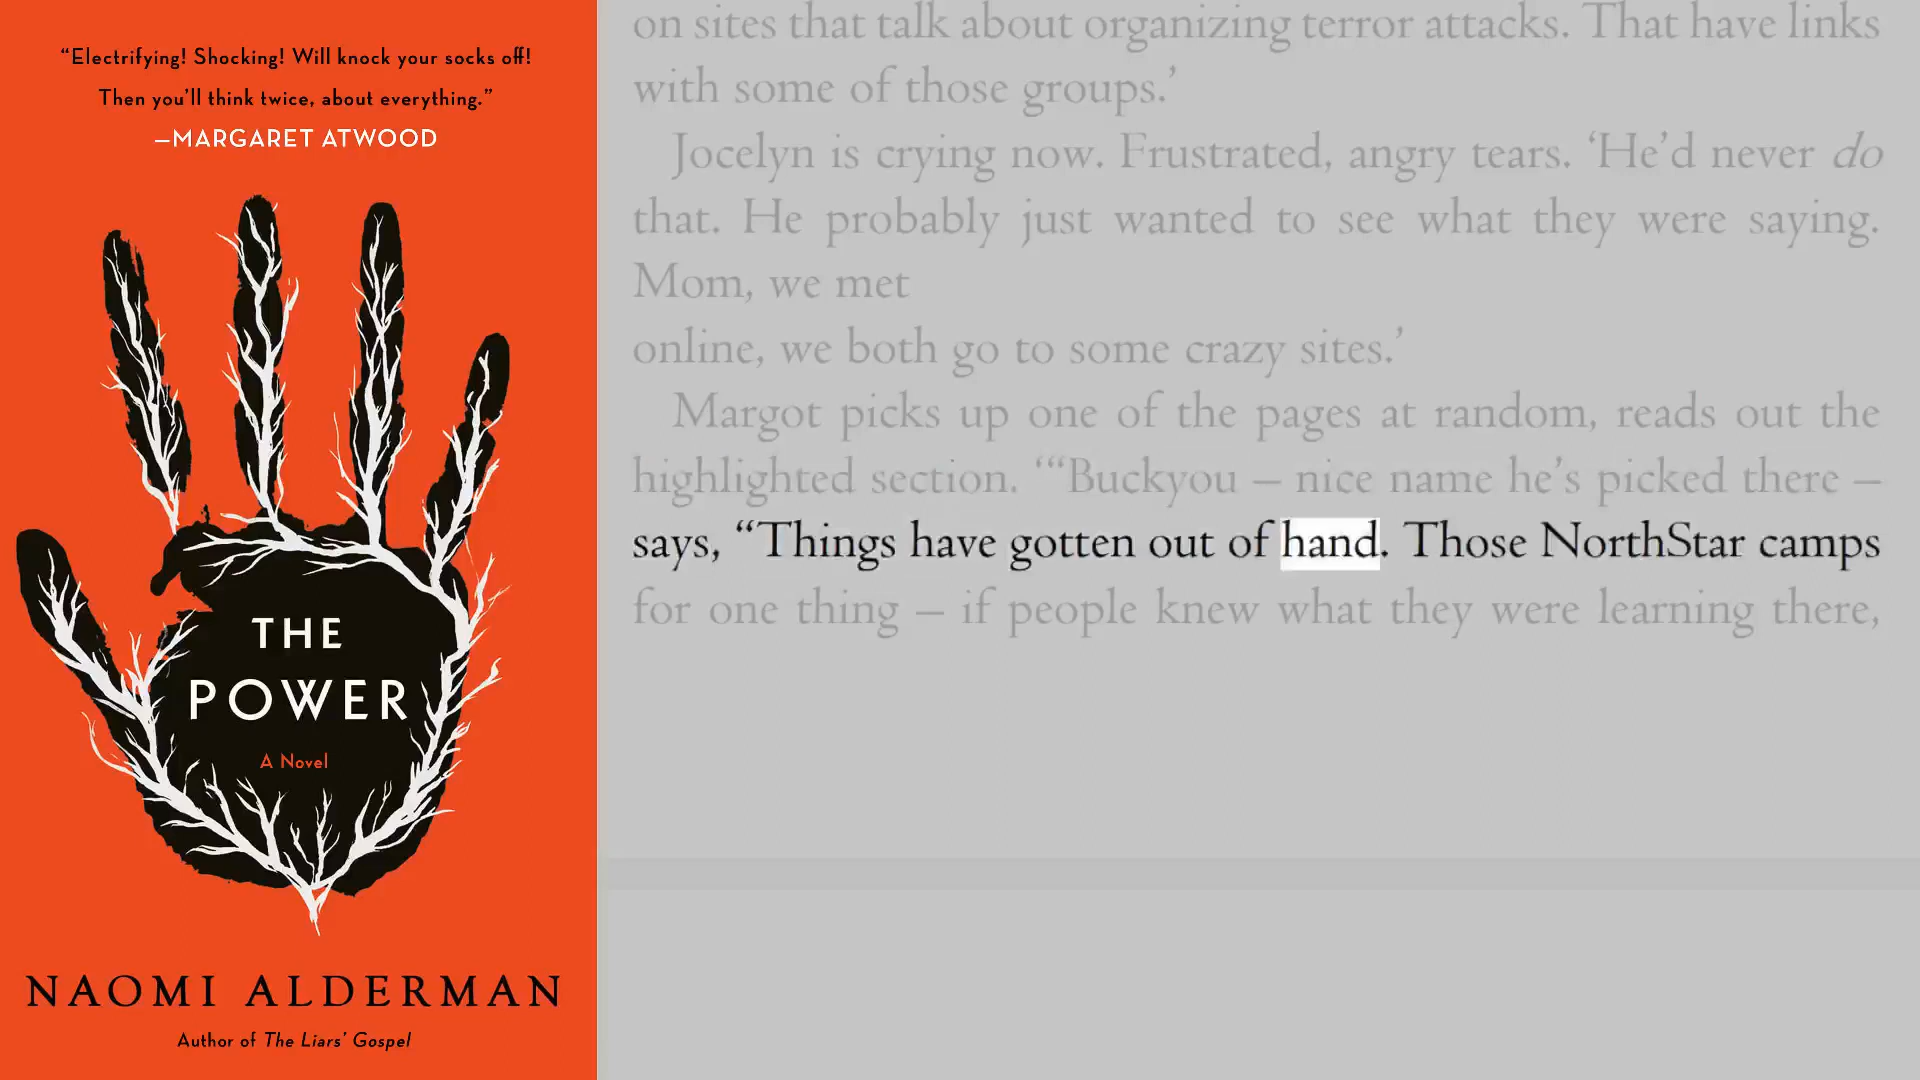 “Electrifying! Shocking! Will knock your socks off!
Then you’ll think twice, about everything.”
—MARGARET ATWOOD
THE
POWER
A Novel
NAOMI ALDERMAN
Author of The Liars’ Gospel
on sites that talk about organizing terror attacks. That have links
with some of those groups.’
Jocelyn is crying now. Frustrated, angry tears. ‘He’d never do
that. He probably just wanted to see what they were saying.
Mom, we met
online, we both go to some crazy sites.’
Margot picks up one of the pages at random, reads out the
highlighted section. ‘“Buckyou – nice name he’s picked there –
says, “Things have gotten out of hand. Those NorthStar camps
for one thing – if people knew what they were learning there,